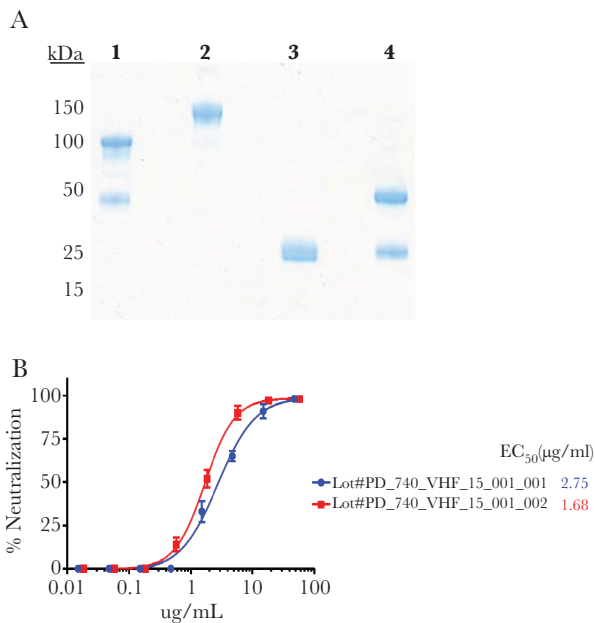 A
kDa 1 2 3 4
150
100
50
25
15
B
100
75
50
25
0
% Neutralization
0.01 0.1 1 10 100
ug/mL
EC50(µg/ml)
Lot#PD_740_VHF_15_001_001 2.75
Lot#PD_740_VHF_15_001_002 1.68